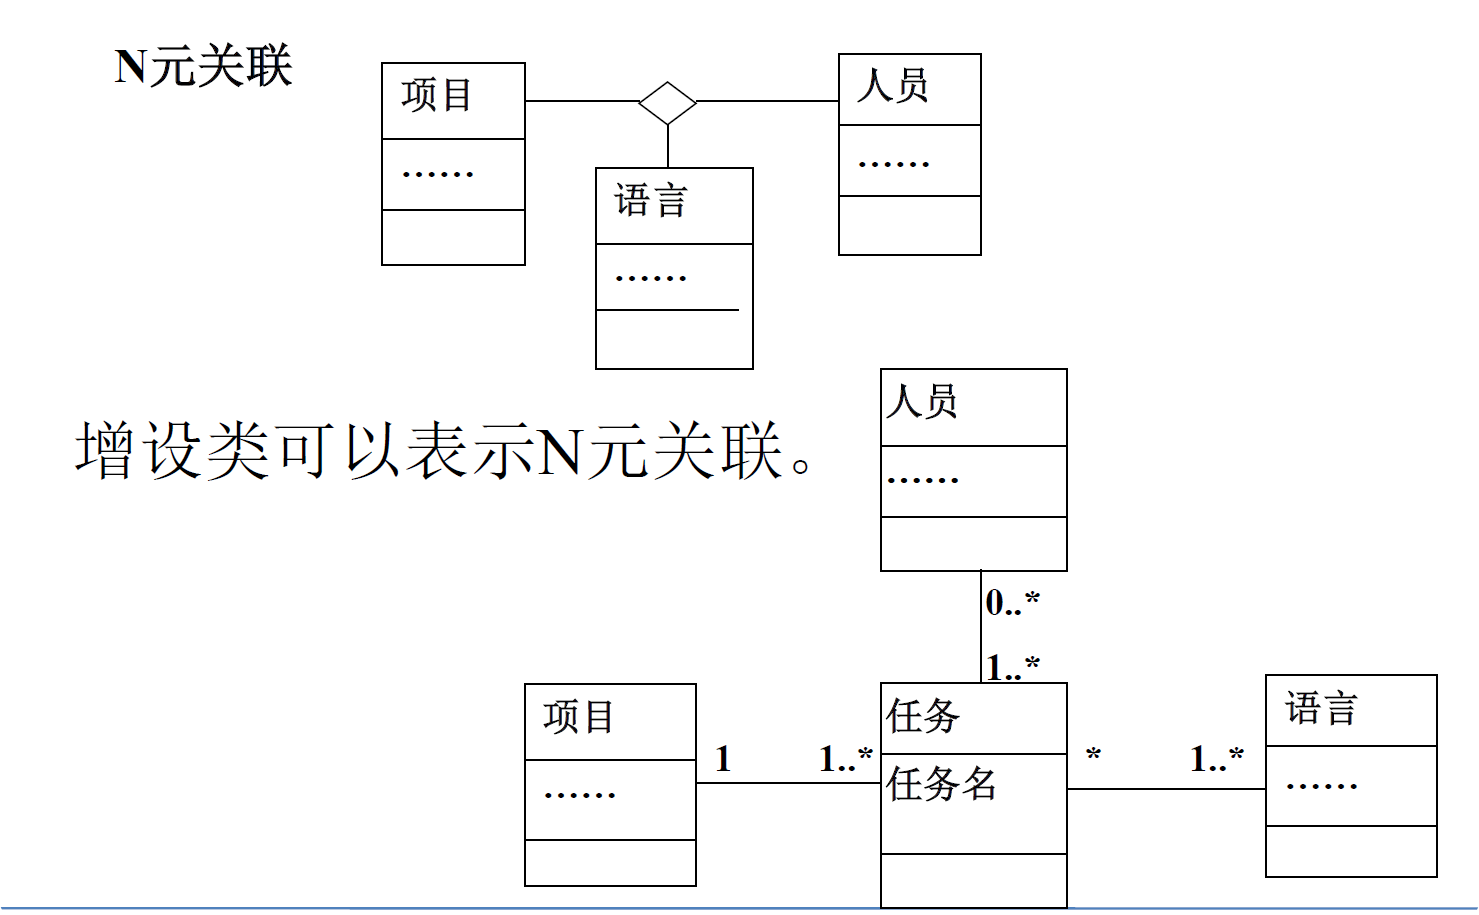 N元关联
项目
……
人员
……
语言
……
增设类可以表示N元关联。
人员
……
0..*
1..*
项目
……
1
1..*
任务
任务名
*
1..*
语言
……